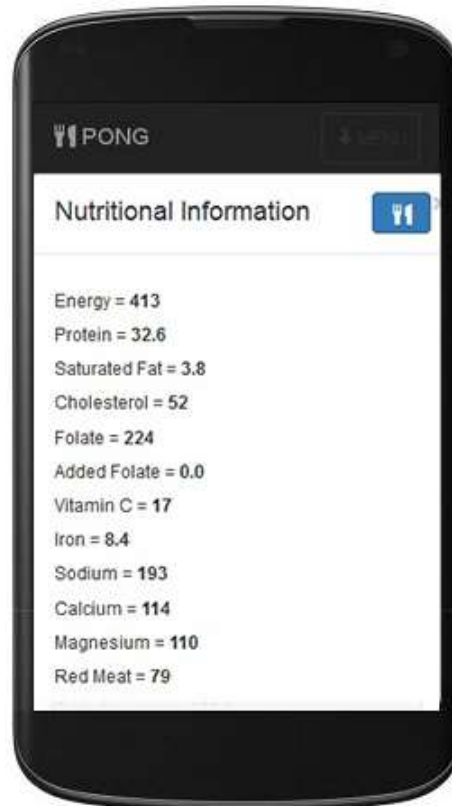 PONG
MENU
Nutritional Information
Energy = 413
Protein = 32.6
Saturated Fat = 3.8
Cholesterol = 52
Folate = 224
Added Folate = 0.0
Vitamin C = 17
Iron = 8.4
Sodium = 193
Calcium = 114
Magnesium = 110
Red Meat = 79